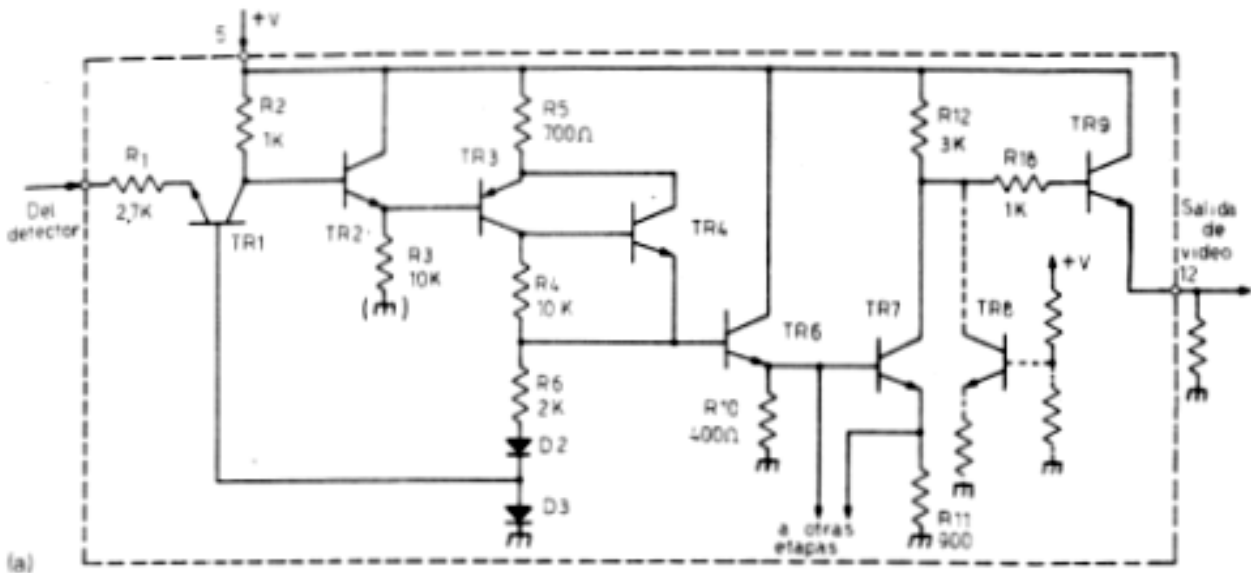 5
+V
R2
1K
R5
700Ω
R12
3K
TR9
R1
2,7K
TR3
R18
1K
Del
detector
TR1
TR2
R3
10K
TR4
Salida
de
video
12
R4
10K
+V
TR6
TR7
TR8
R6
2K
R10
400Ω
D2
D3
a otras
etapas
R11
900
(a)